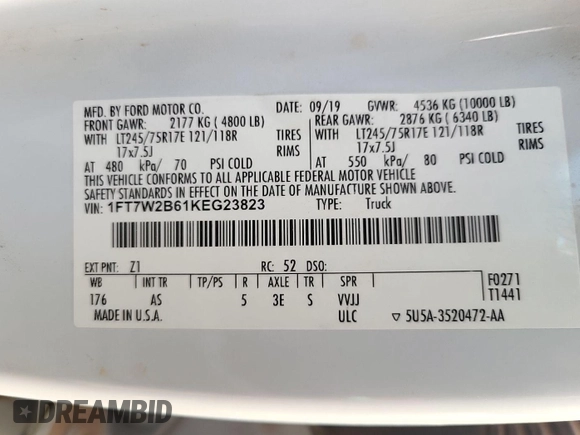 MFD. BY FORD MOTOR CO. DATE: 09/19 GVWR: 4536 KG (10000 LB)
FRONT GAWR: 2177 KG ( 4800 LB) REAR GAWR: 2876 KG ( 6340 LB)
WITH LT245/75R17E 121/118R TIRES WITH LT245/75R17E 121/118R TIRES
17x7.5J RIMS 17x7.5J RIMS
AT 480 kPa/ 70 PSI COLD AT 550 kPa/ 80 PSI COLD
THIS VEHICLE CONFORMS TO ALL APPLICABLE FEDERAL MOTOR VEHICLE
SAFETY STANDARDS IN EFFECT ON THE DATE OF MANUFACTURE SHOWN ABOVE.
VIN: 1FT7W2B61KEG23823 TYPE: Truck
EXT PNT: Z1 RC: 52 DSO:
WB INT TR TP/PS R AXLE TR SPR F0271
176 AS 5 3E S VVJJ T1441
MADE IN U.S.A. ULC ▽ 5U5A-3520472-AA
DREAMBID